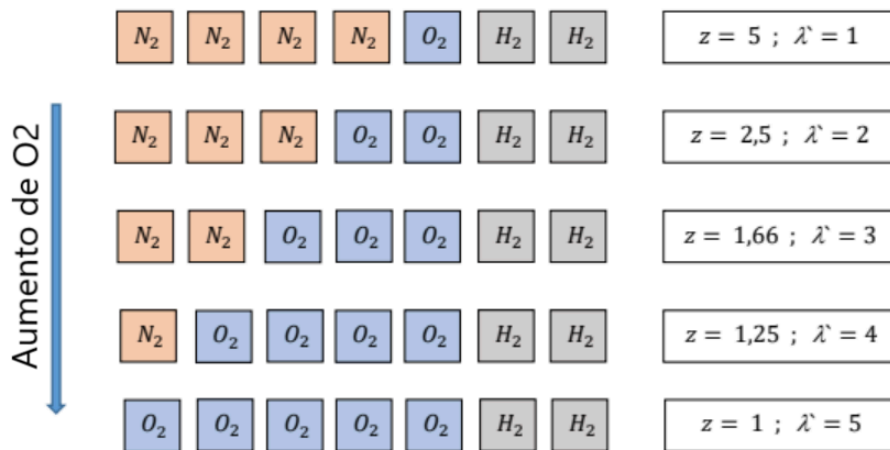 N₂ N₂ N₂ N₂ O₂ H₂ H₂ z = 5 ; λ` = 1
N₂ N₂ N₂ O₂ O₂ H₂ H₂ z = 2,5 ; λ` = 2
N₂ N₂ O₂ O₂ O₂ H₂ H₂ z = 1,66 ; λ` = 3
N₂ O₂ O₂ O₂ O₂ H₂ H₂ z = 1,25 ; λ` = 4
O₂ O₂ O₂ O₂ O₂ H₂ H₂ z = 1 ; λ` = 5
Aumento de O2